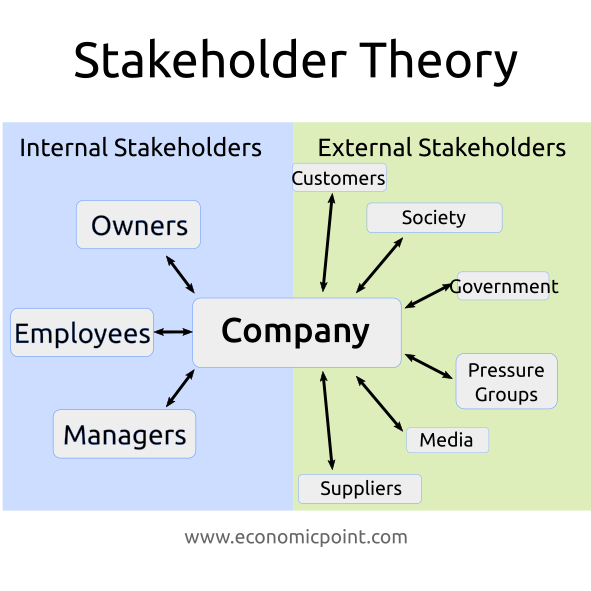 Stakeholder Theory
Internal Stakeholders
External Stakeholders
Customers
Owners
Society
Government
Employees
Company
Pressure
Groups
Managers
Media
Suppliers
www.economicpoint.com